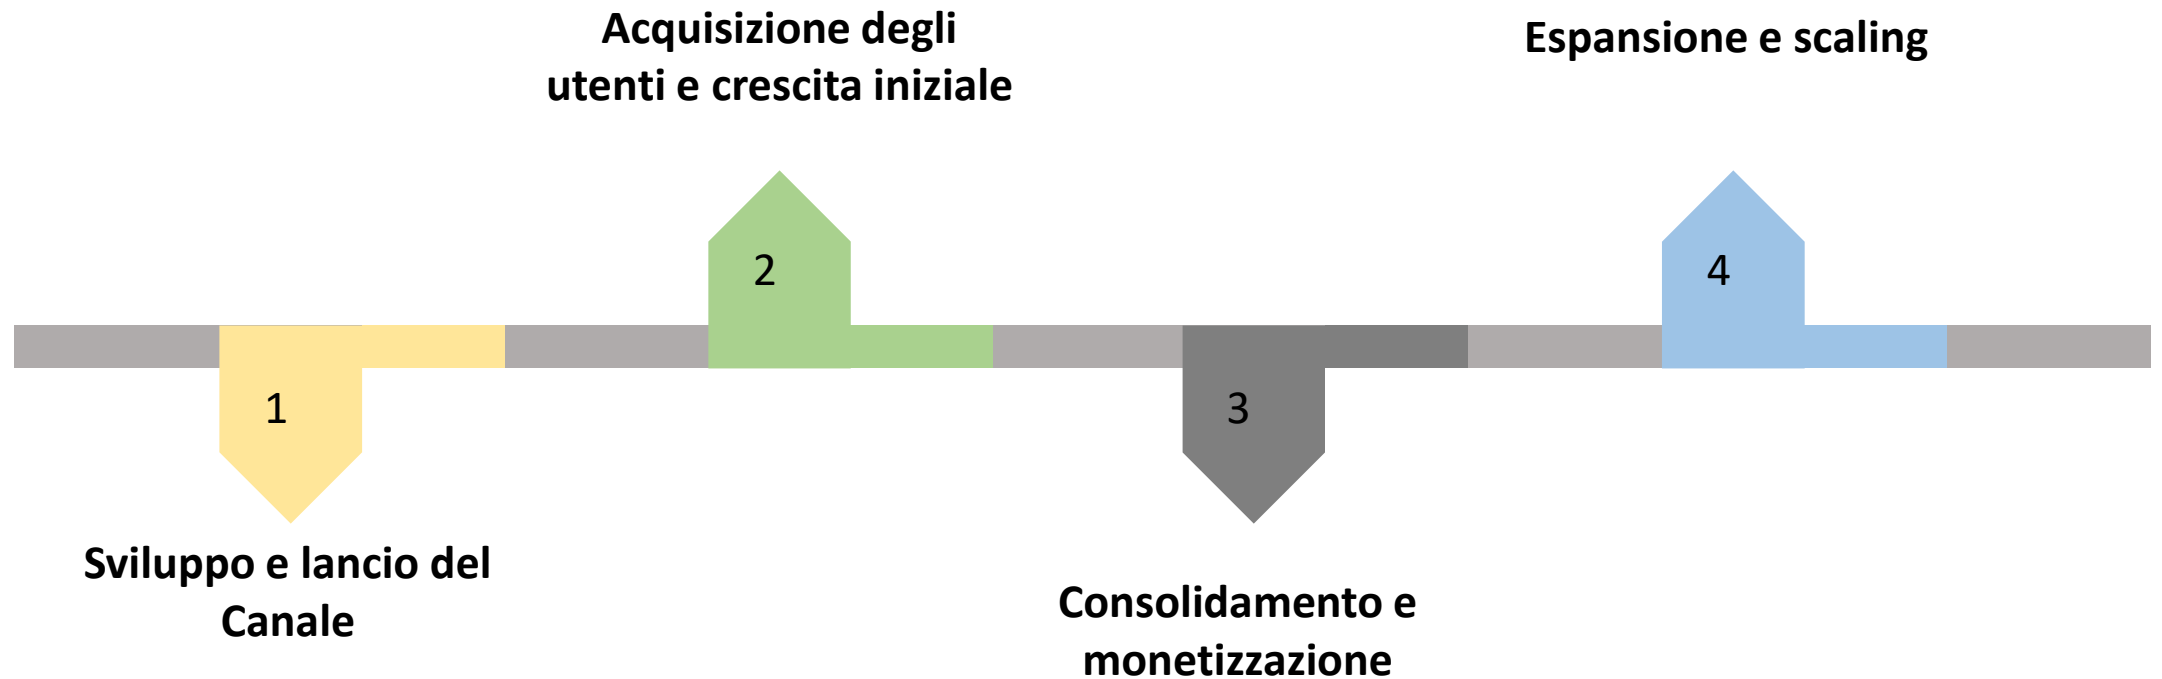 Acquisizione degli
utenti e crescita iniziale
Espansione e scaling
2
4
1
3
Sviluppo e lancio del
Canale
Consolidamento e
monetizzazione